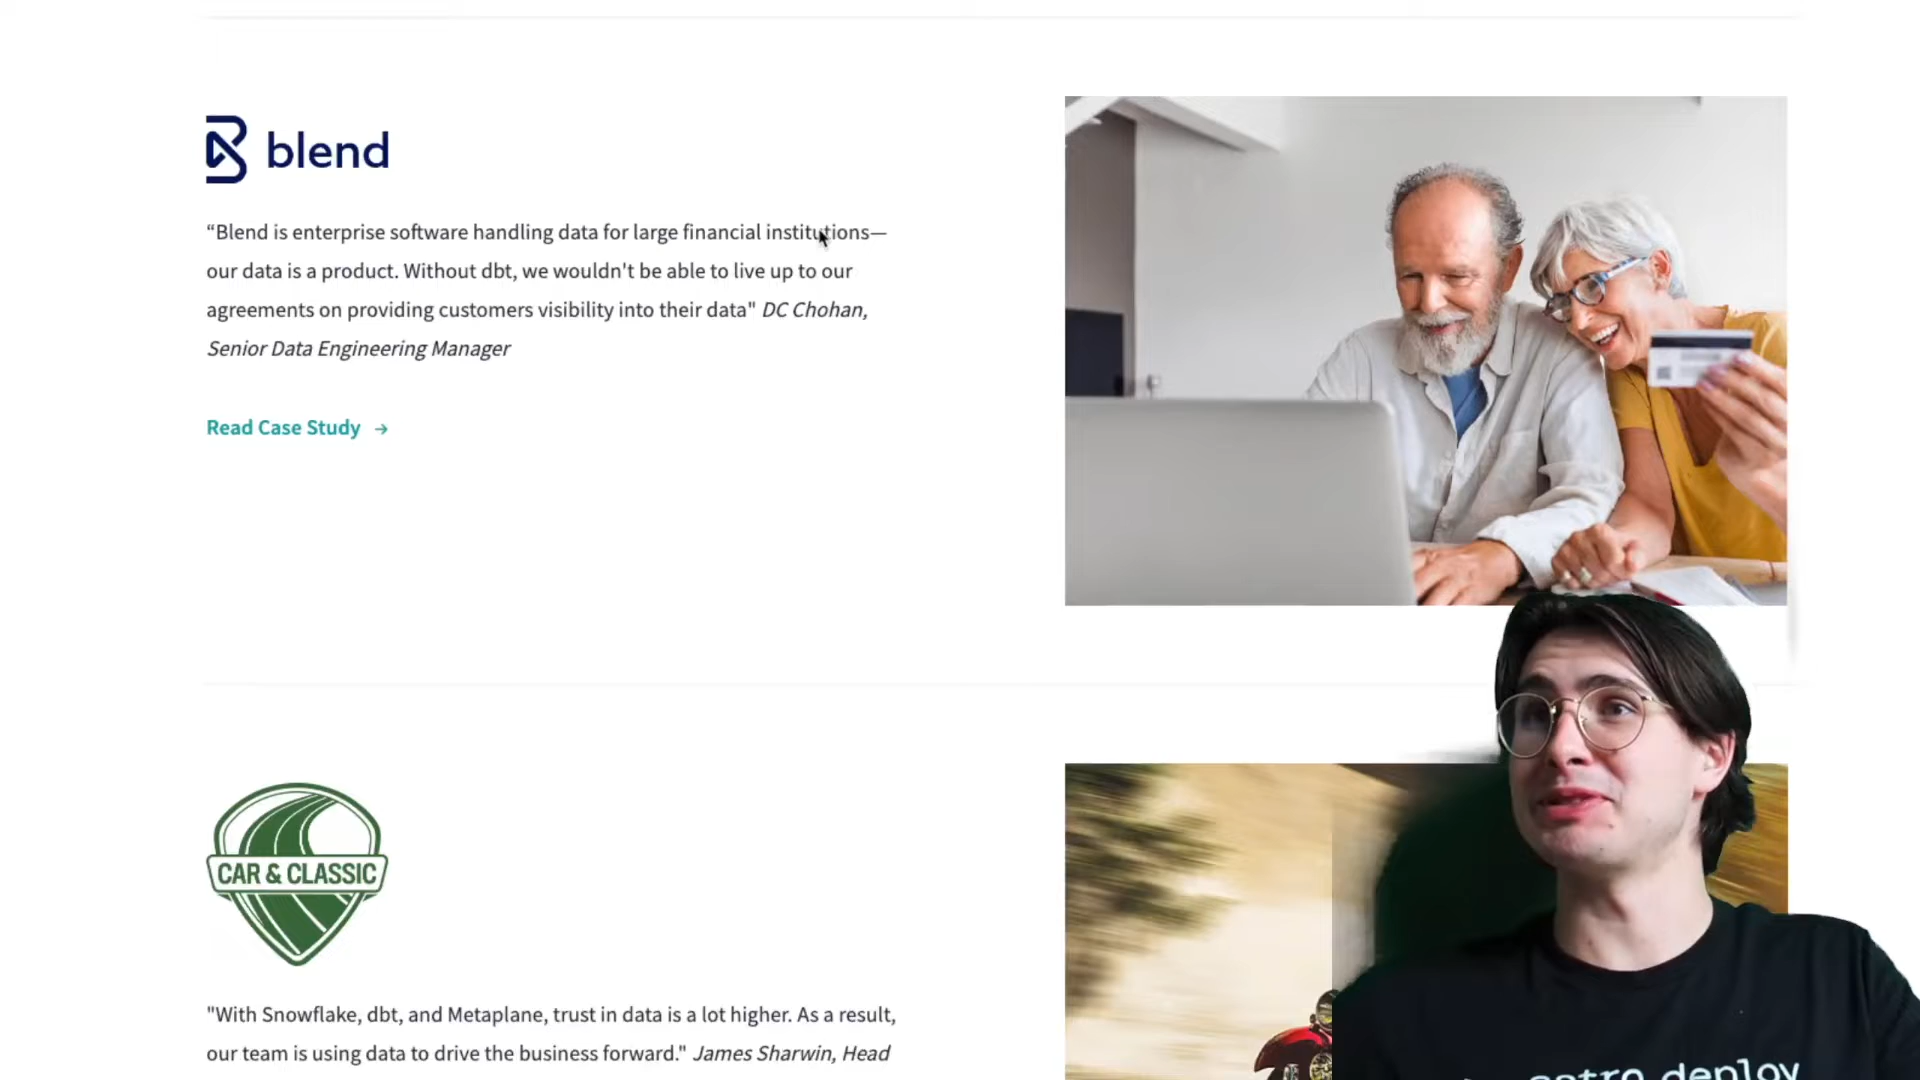 blend
“Blend is enterprise software handling data for large financial institutions—
our data is a product. Without dbt, we wouldn't be able to live up to our
agreements on providing customers visibility into their data" DC Chohan,
Senior Data Engineering Manager
Read Case Study →
CAR & CLASSIC
"With Snowflake, dbt, and Metaplane, trust in data is a lot higher. As a result,
our team is using data to drive the business forward." James Sharwin, Head
astro deploy